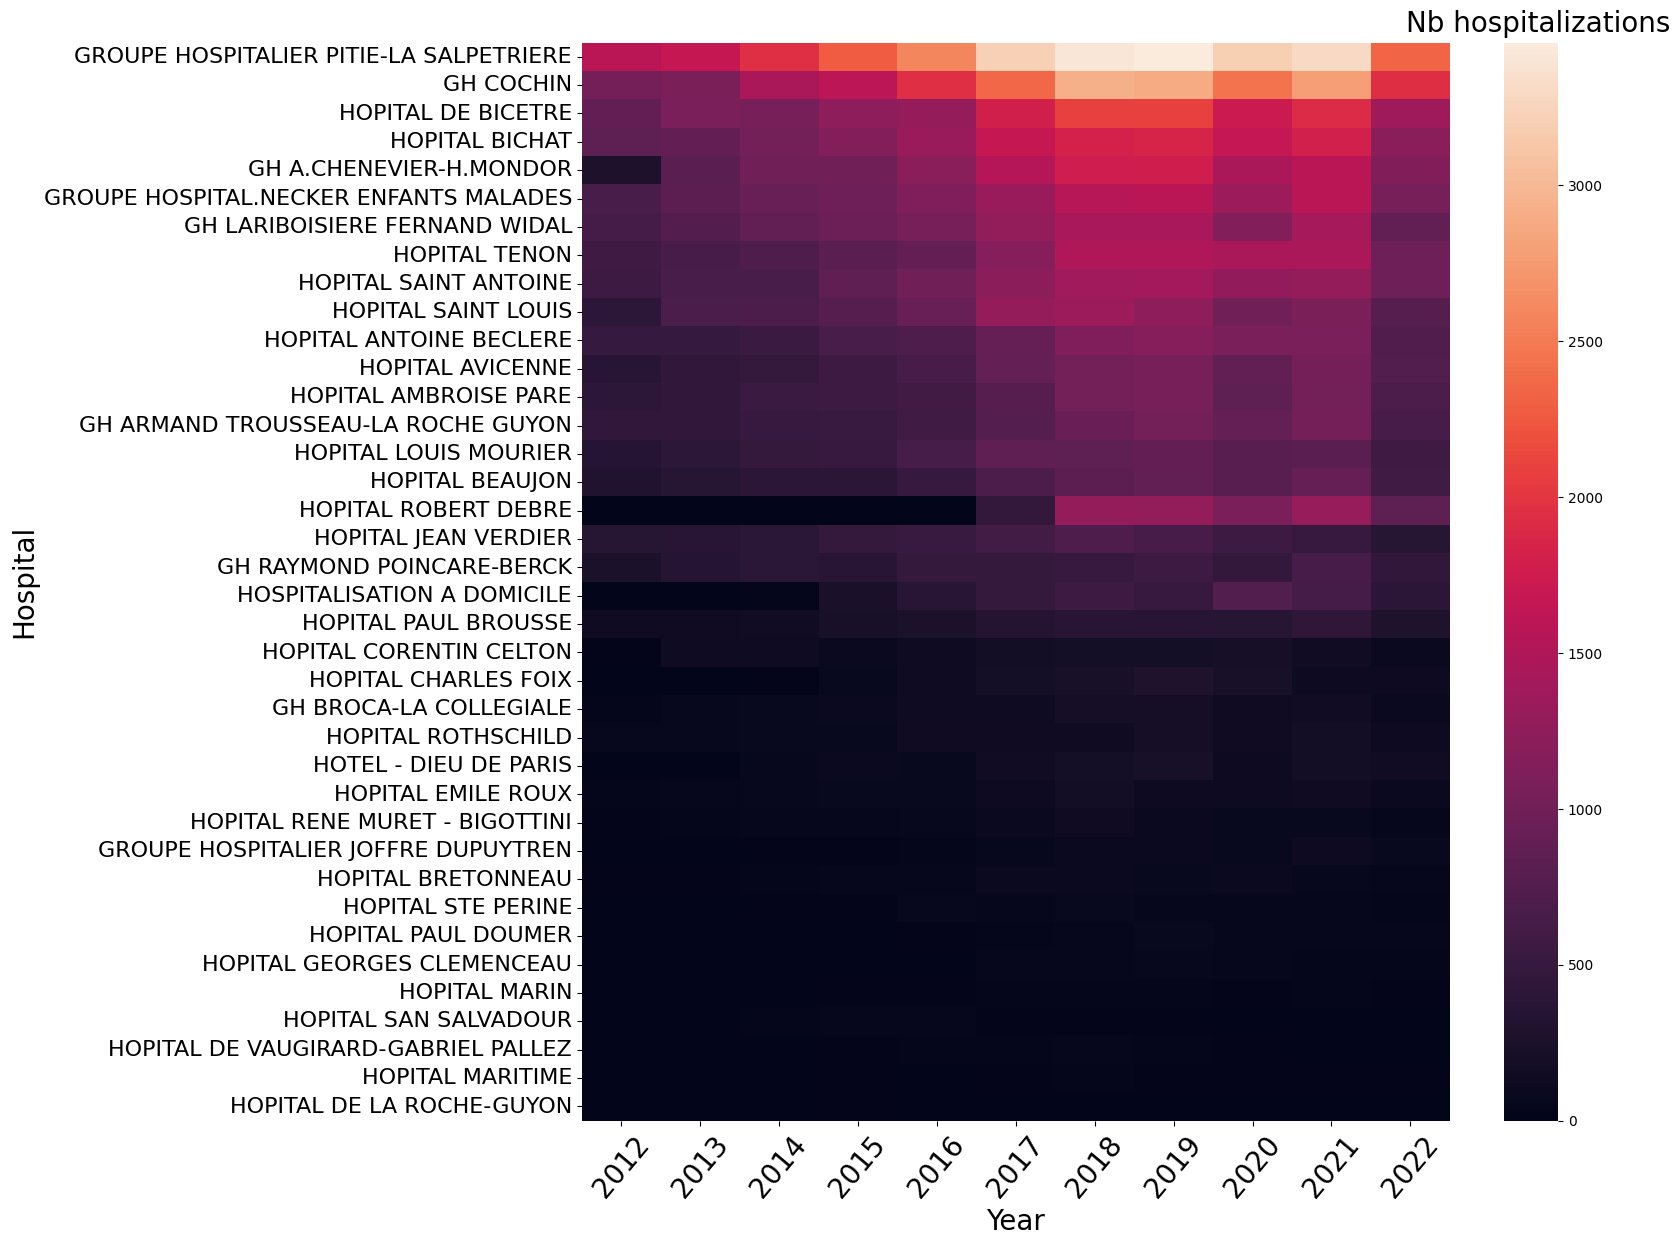 Nb hospitalizations
GROUPE HOSPITALIER PITIE-LA SALPETRIERE
GH COCHIN
HOPITAL DE BICETRE
HOPITAL BICHAT
GH A.CHENEVIER-H.MONDOR
GROUPE HOSPITAL.NECKER ENFANTS MALADES
GH LARIBOISIERE FERNAND WIDAL
HOPITAL TENON
HOPITAL SAINT ANTOINE
HOPITAL SAINT LOUIS
HOPITAL ANTOINE BECLERE
HOPITAL AVICENNE
HOPITAL AMBROISE PARE
GH ARMAND TROUSSEAU-LA ROCHE GUYON
HOPITAL LOUIS MOURIER
HOPITAL BEAUJON
HOPITAL ROBERT DEBRE
HOPITAL JEAN VERDIER
GH RAYMOND POINCARE-BERCK
HOSPITALISATION A DOMICILE
HOPITAL PAUL BROUSSE
HOPITAL CORENTIN CELTON
HOPITAL CHARLES FOIX
GH BROCA-LA COLLEGIALE
HOPITAL ROTHSCHILD
HOTEL - DIEU DE PARIS
HOPITAL EMILE ROUX
HOPITAL RENE MURET - BIGOTTINI
GROUPE HOSPITALIER JOFFRE DUPUYTREN
HOPITAL BRETONNEAU
HOPITAL STE PERINE
HOPITAL PAUL DOUMER
HOPITAL GEORGES CLEMENCEAU
HOPITAL MARIN
HOPITAL SAN SALVADOUR
HOPITAL DE VAUGIRARD-GABRIEL PALLEZ
HOPITAL MARITIME
HOPITAL DE LA ROCHE-GUYON
Hospital
2012
2013
2014
2015
2016
2017
2018
2019
2020
2021
2022
Year
3000
2500
2000
1500
1000
500
0